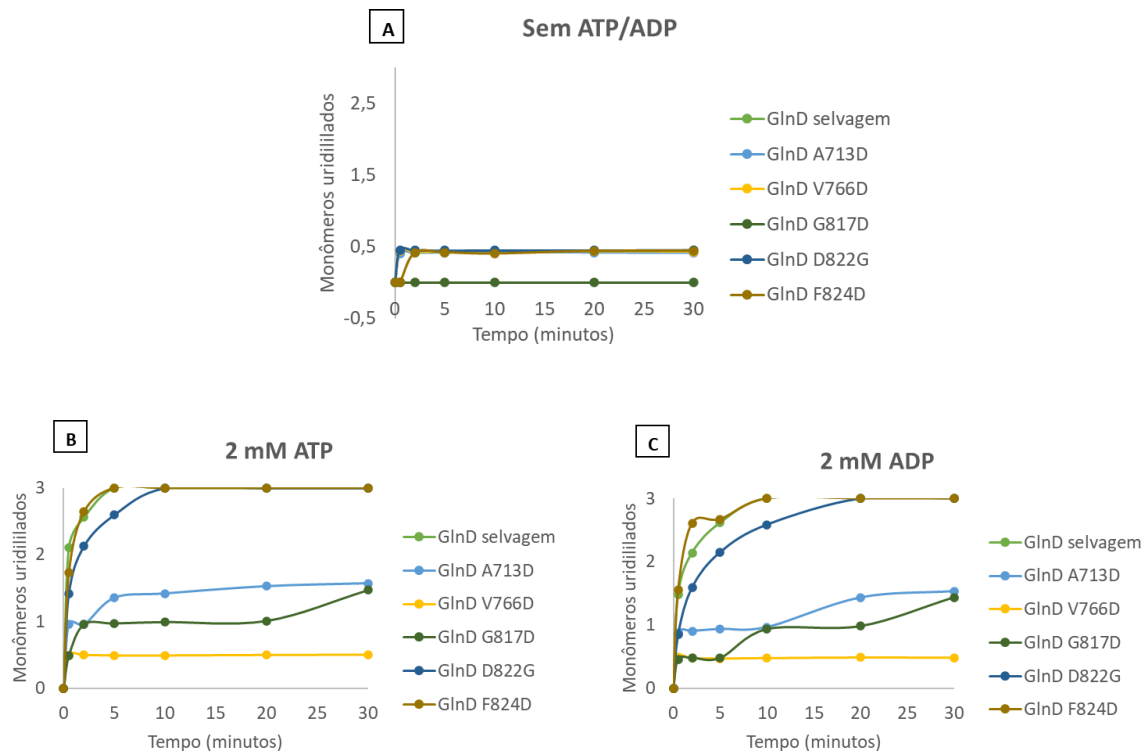 A
Sem ATP/ADP
Monômeros uridililados
2,5
1,5
0,5
-0,5
0 5 10 15 20 25 30
Tempo (minutos)
GlnD selvagem
GlnD A713D
GlnD V766D
GlnD G817D
GlnD D822G
GlnD F824D
B
2 mM ATP
Monômeros uridililados
3
2
1
0
0 5 10 15 20 25 30
Tempo (minutos)
GlnD selvagem
GlnD A713D
GlnD V766D
GlnD G817D
GlnD D822G
GlnD F824D
C
2 mM ADP
Monômeros uridililados
3
2
1
0
0 5 10 15 20 25 30
Tempo (minutos)
GlnD selvagem
GlnD A713D
GlnD V766D
GlnD G817D
GlnD D822G
GlnD F824D